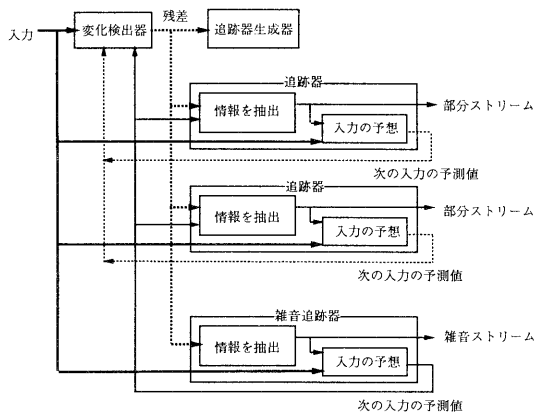 残差
入力
変化検出器
追跡器生成器
追跡器
情報を抽出
部分ストリーム
入力の予想
次の入力の予測値
追跡器
情報を抽出
部分ストリーム
入力の予想
次の入力の予測値
雑音追跡器
情報を抽出
雑音ストリーム
入力の予想
次の入力の予測値